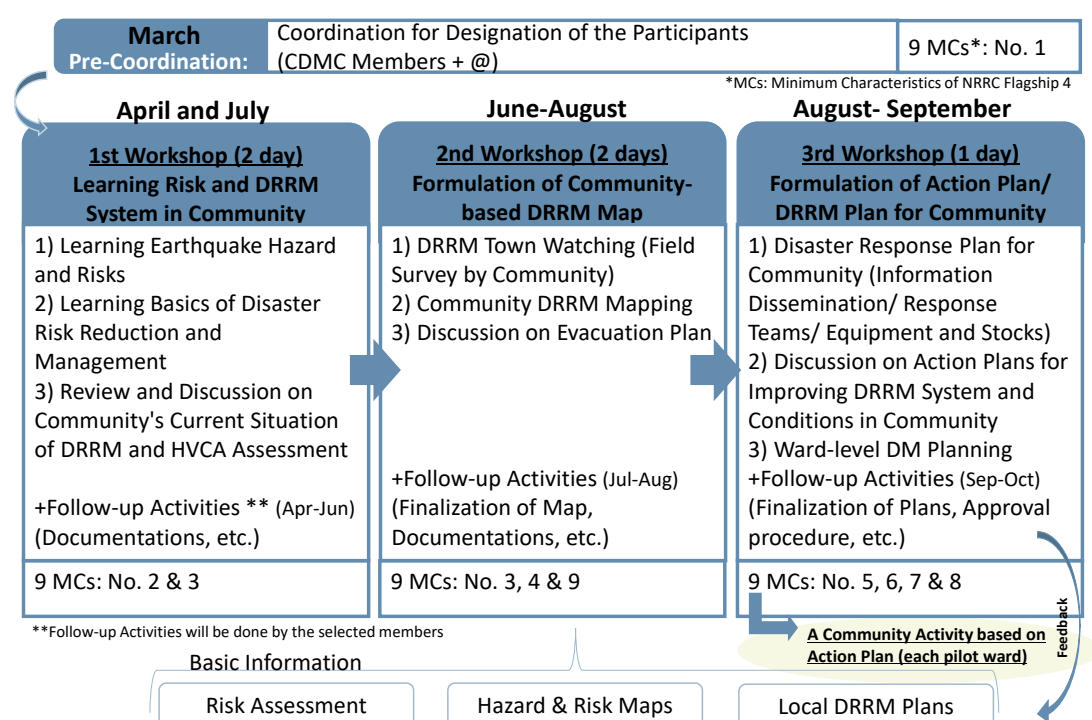 March
Pre-Coordination:
Coordination for Designation of the Participants
(CDMC Members + @)
9 MCs*: No. 1
*MCs: Minimum Characteristics of NRRC Flagship 4
April and July
1st Workshop (2 day)
Learning Risk and DRRM
System in Community
1) Learning Earthquake Hazard
and Risks
2) Learning Basics of Disaster
Risk Reduction and
Management
3) Review and Discussion on
Community's Current Situation
of DRRM and HVCA Assessment
+Follow-up Activities ** (Apr-Jun)
(Documentations, etc.)
9 MCs: No. 2 & 3
June-August
2nd Workshop (2 days)
Formulation of Community-
based DRRM Map
1) DRRM Town Watching (Field
Survey by Community)
2) Community DRRM Mapping
3) Discussion on Evacuation Plan
+Follow-up Activities (Jul-Aug)
(Finalization of Map,
Documentations, etc.)
9 MCs: No. 3, 4 & 9
August- September
3rd Workshop (1 day)
Formulation of Action Plan/
DRRM Plan for Community
1) Disaster Response Plan for
Community (Information
Dissemination/ Response
Teams/ Equipment and Stocks)
2) Discussion on Action Plans for
Improving DRRM System and
Conditions in Community
3) Ward-level DM Planning
+Follow-up Activities (Sep-Oct)
(Finalization of Plans, Approval
procedure, etc.)
9 MCs: No. 5, 6, 7 & 8
**Follow-up Activities will be done by the selected members
A Community Activity based on
Action Plan (each pilot ward)
Feedback
Basic Information
Risk Assessment
Hazard & Risk Maps
Local DRRM Plans